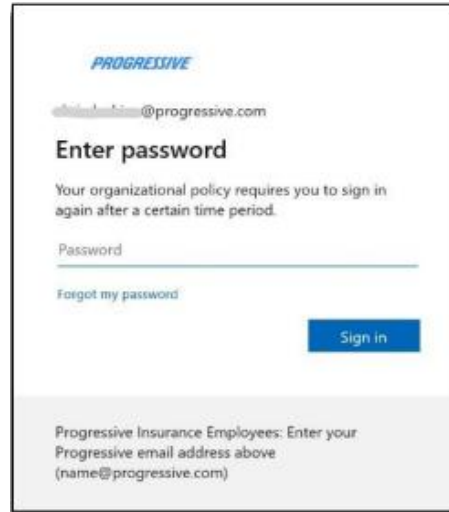 PROGRESSIVE
@progressive.com
Enter password
Your organizational policy requires you to sign in
again after a certain time period.
Password
Forgot my password
Sign in
Progressive Insurance Employees: Enter your
Progressive email address above
(name@progressive.com)